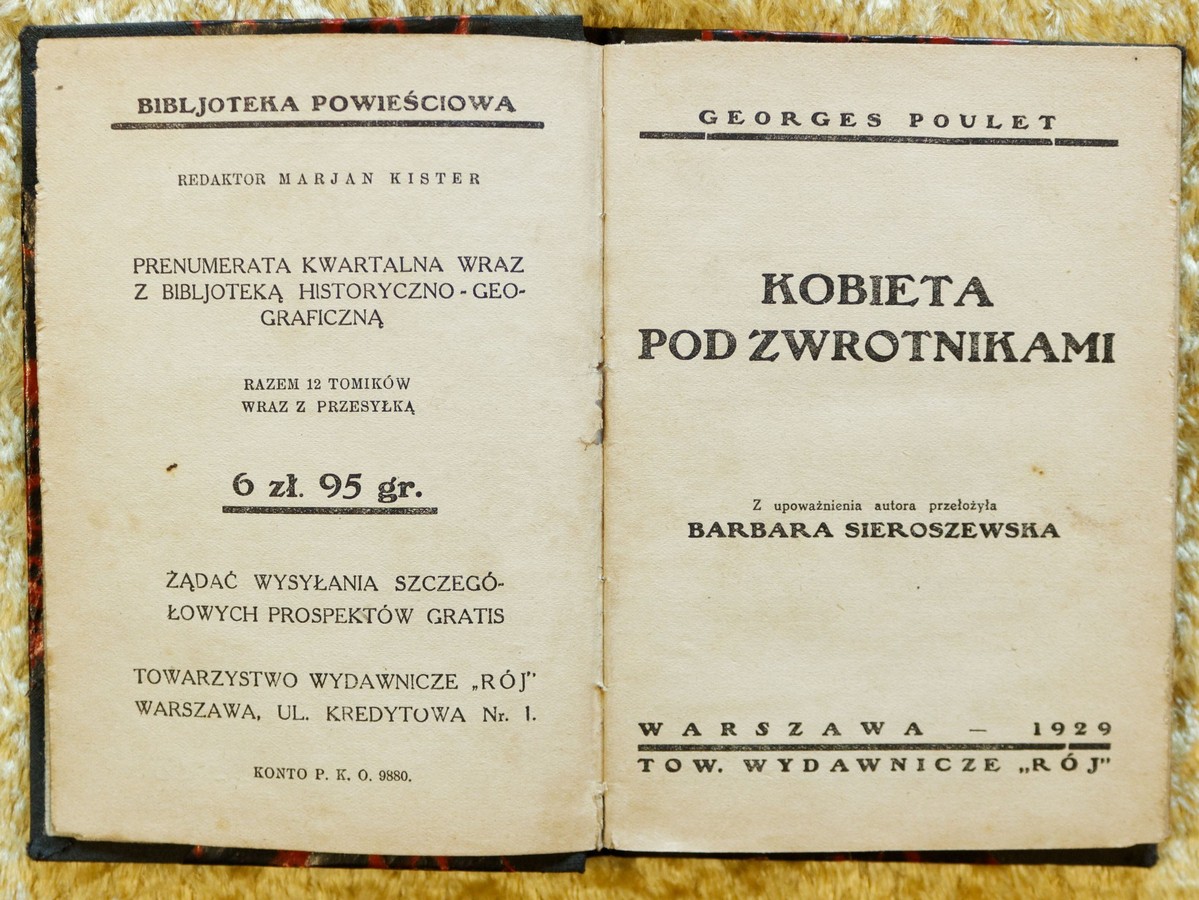 BIBLJOTEKA POWIEŚCIOWA
REDAKTOR MARJAN KISTER
PRENUMERATA KWARTALNA WRAZ
Z BIBLJOTEKĄ HISTORYCZNO-GEO-
GRAFICZNĄ
RAZEM 12 TOMIKÓW
WRAZ Z PRZESYŁKĄ
6 zł. 95 gr.
ŻĄDAĆ WYSYŁANIA SZCZEGÓ-
ŁOWYCH PROSPEKTÓW GRATIS
TOWARZYSTWO WYDAWNICZE „RÓJ”
WARSZAWA, UL. KREDYTOWA Nr. 1.
KONTO P. K. O. 9880.
GEORGES POULET
KOBIETA
POD ZWROTNIKAMI
Z upoważnienia autora przełożyła
BARBARA SIEROSZEWSKA
WARSZAWA — 1929
TOW. WYDAWNICZE „RÓJ”